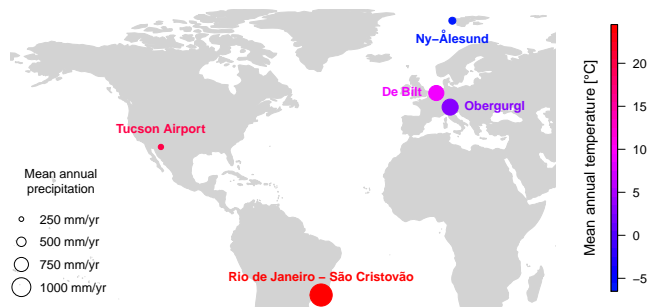 Ny−Ålesund
De Bilt
Obergurgl
Tucson Airport
Rio de Janeiro − São Cristovão
Mean annual
precipitation
250 mm/yr
500 mm/yr
750 mm/yr
1000 mm/yr
Mean annual temperature [°C]
20
15
10
5
0
−5